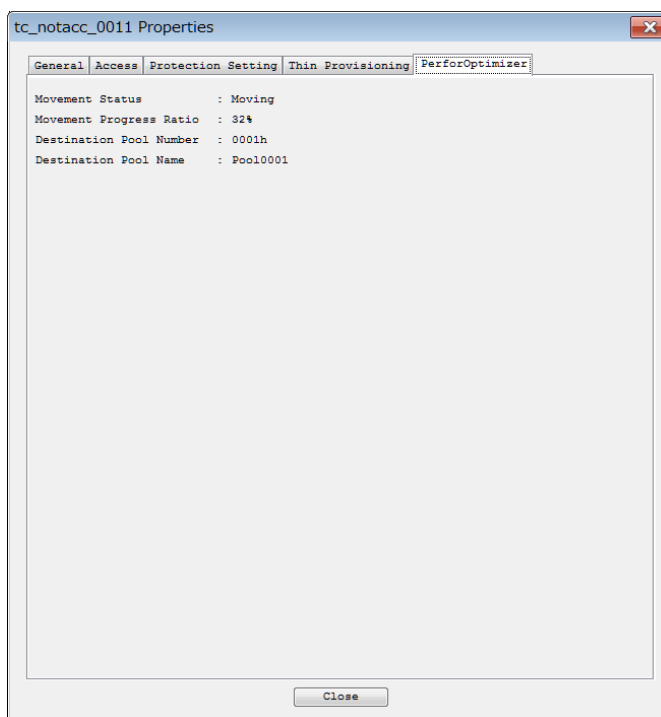 tc_notacc_0011 Properties
General Access Protection Setting Thin Provisioning PerforOptimizer
Movement Status : Moving
Movement Progress Ratio : 32%
Destination Pool Number : 0001h
Destination Pool Name : Pool0001
Close